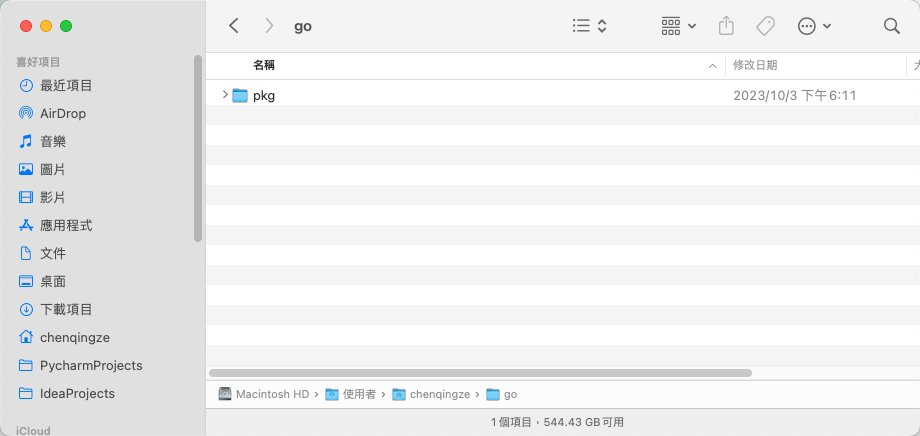 go
喜好項目
最近項目
AirDrop
音樂
圖片
影片
應用程式
文件
桌面
下載項目
chenqingze
PycharmProjects
IdeaProjects
iCloud
名稱 修改日期
pkg 2023/10/3 下午6:11
Macintosh HD › 使用者 › chenqingze › go
1 個項目，544.43 GB 可用